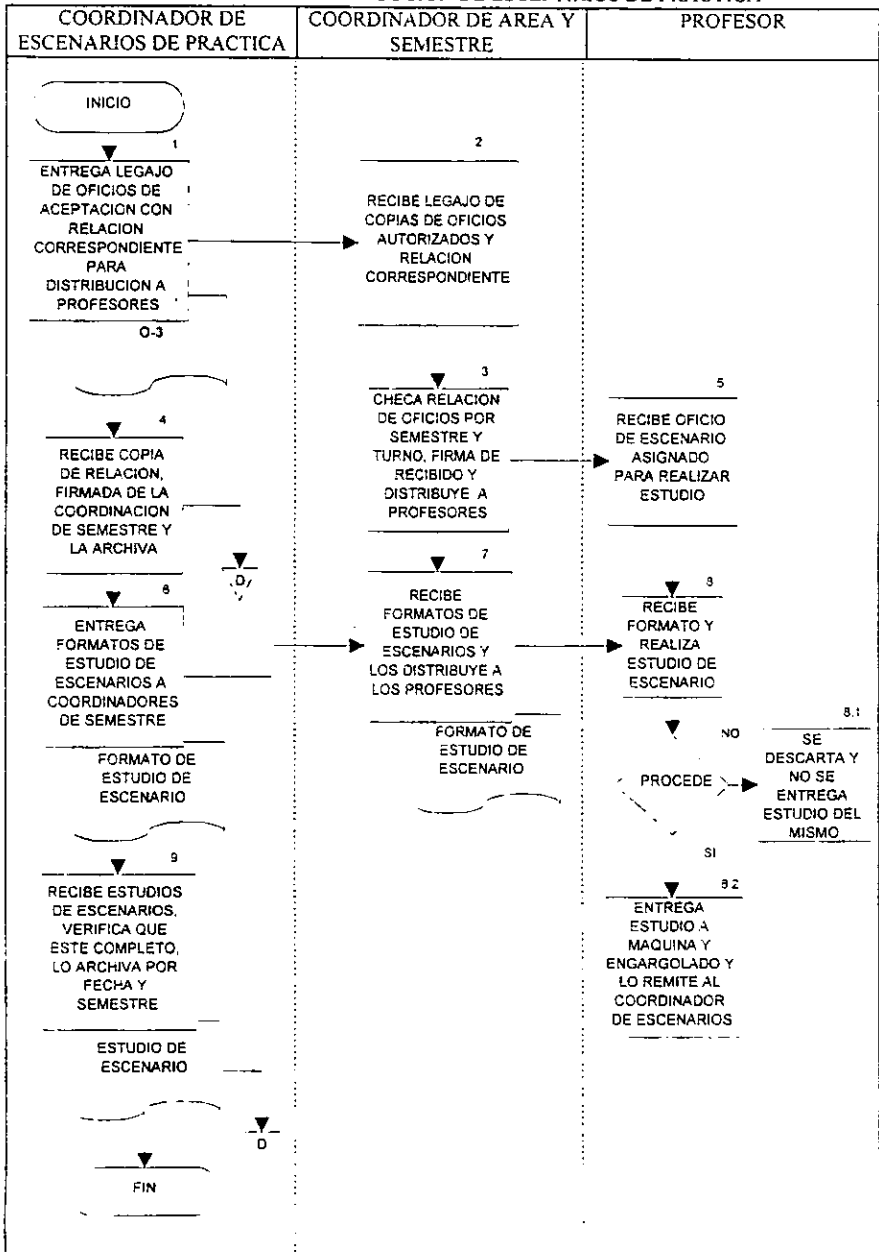 DE ESCENARIOS DE PRACTICA
COORDINADOR DE
ESCENARIOS DE PRACTICA
COORDINADOR DE AREA Y
SEMESTRE
PROFESOR
INICIO
1
ENTREGA LEGAJO
DE OFICIOS DE
ACEPTACION CON
RELACION
CORRESPONDIENTE
PARA
DISTRIBUCION A
PROFESORES
O-3
2
RECIBE LEGAJO DE
COPIAS DE OFICIOS
AUTORIZADOS Y
RELACION
CORRESPONDIENTE
3
CHECA RELACION
DE OFICIOS POR
SEMESTRE Y
TURNO, FIRMA DE
RECIBIDO Y
DISTRIBUYE A
PROFESORES
5
RECIBE OFICIO
DE ESCENARIO
ASIGNADO
PARA REALIZAR
ESTUDIO
4
RECIBE COPIA
DE RELACION,
FIRMADA DE LA
COORDINACION
DE SEMESTRE Y
LA ARCHIVA
D
6
ENTREGA
FORMATOS DE
ESTUDIO DE
ESCENARIOS A
COORDINADORES
DE SEMESTRE
FORMATO DE
ESTUDIO DE
ESCENARIO
7
RECIBE
FORMATOS DE
ESTUDIO DE
ESCENARIOS Y
LOS DISTRIBUYE A
LOS PROFESORES
FORMATO DE
ESTUDIO DE
ESCENARIO
8
RECIBE
FORMATO Y
REALIZA
ESTUDIO DE
ESCENARIO
PROCEDE
NO
8.1
SE
DESCARTA Y
NO SE
ENTREGA
ESTUDIO DEL
MISMO
SI
8.2
ENTREGA
ESTUDIO A
MAQUINA Y
ENGARGOLADO Y
LO REMITE AL
COORDINADOR
DE ESCENARIOS
9
RECIBE ESTUDIOS
DE ESCENARIOS,
VERIFICA QUE
ESTE COMPLETO,
LO ARCHIVA POR
FECHA Y
SEMESTRE
ESTUDIO DE
ESCENARIO
D
FIN